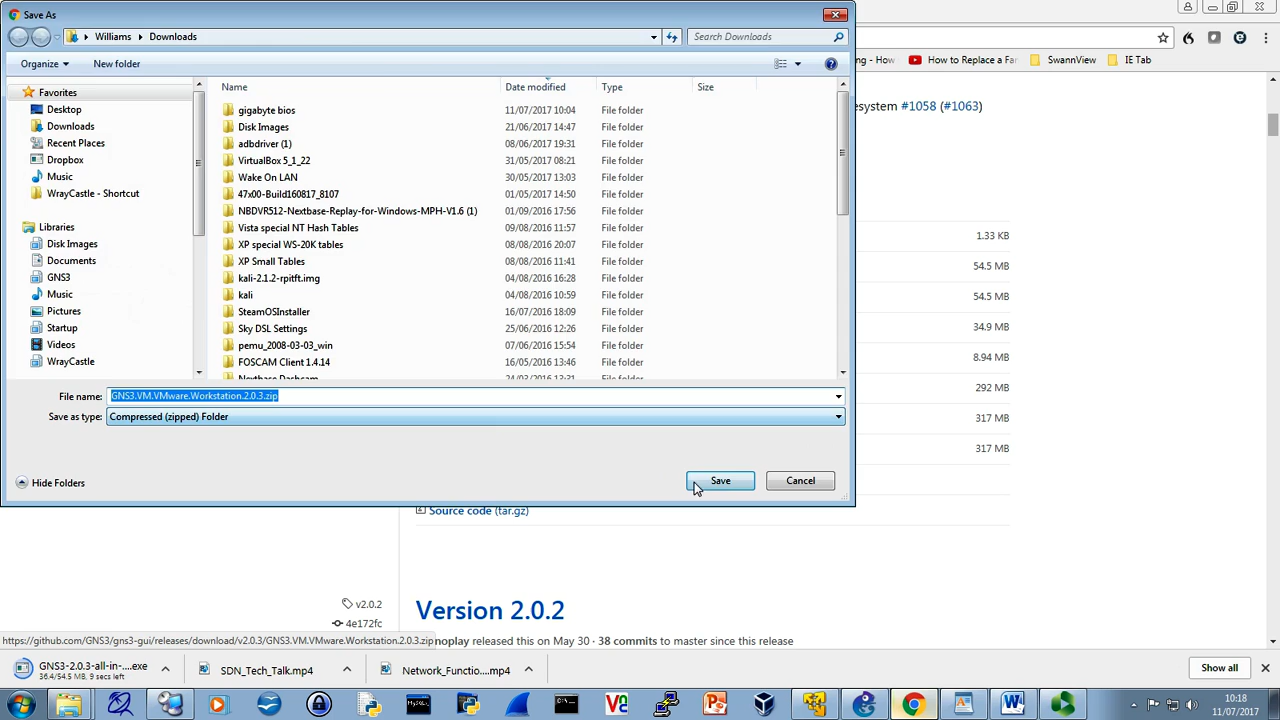 Save As
Williams
Downloads
Search Downloads
Organize
New folder
Name
Date modified
Type
Size
Favorites
Desktop
Downloads
Recent Places
Dropbox
Music
WrayCastle - Shortcut
Libraries
Disk Images
Documents
GNS3
Music
Pictures
Startup
Videos
WrayCastle
gigabyte bios 11/07/2017 10:04 File folder
Disk Images 21/06/2017 14:47 File folder
adbdriver (1) 08/06/2017 19:31 File folder
VirtualBox 5_1_22 31/05/2017 08:21 File folder
Wake On LAN 30/05/2017 13:03 File folder
47x00-Build160817_8107 01/05/2017 14:50 File folder
NBDVR512-Nextbase-Replay-for-Windows-MPH-V1.6 (1) 01/09/2016 17:56 File folder
Vista special NT Hash Tables 09/08/2016 11:57 File folder
XP special WS-20K tables 08/08/2016 20:07 File folder
XP Small Tables 08/08/2016 11:41 File folder
kali-2.1.2-rpitft.img 04/08/2016 16:28 File folder
kali 04/08/2016 10:59 File folder
SteamOSInstaller 16/07/2016 18:09 File folder
Sky DSL Settings 25/06/2016 12:26 File folder
pemu_2008-03-03_win 07/06/2016 15:54 File folder
FOSCAM Client 1.4.14 16/05/2016 13:46 File folder
Nextbase Dashcam 24/03/2016 13:31 File folder
File name: GNS3.VM.VMware.Workstation.2.0.3.zip
Save as type: Compressed (zipped) Folder
Hide Folders
Save
Cancel
ng - How
How to Replace a Far
SwannView
IE Tab
esystem #1058 (#1063)
1.33 KB
54.5 MB
54.5 MB
34.9 MB
8.94 MB
292 MB
317 MB
317 MB
Source code (tar.gz)
v2.0.2
4e172fc
Version 2.0.2
noplay released this on May 30 · 38 commits to master since this release
https://github.com/GNS3/gns3-gui/releases/download/v2.0.3/GNS3.VM.VMware.Workstation.2.0.3.zip
GNS3-2.0.3-all-in-....exe
36.4/54.5 MB, 9 secs left
SDN_Tech_Talk.mp4
Network_Functio....mp4
Show all
10:18
11/07/2017